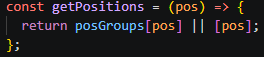 const getPositions = (pos) => {
  return posGroups[pos] || [pos];
};